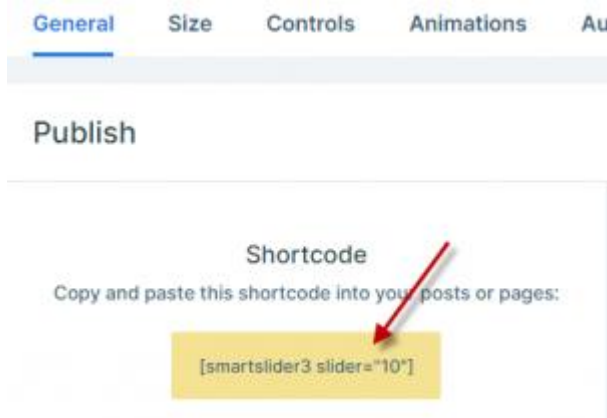 General Size Controls Animations Au
Publish
Shortcode
Copy and paste this shortcode into your posts or pages:
[smartslider3 slider="10"]